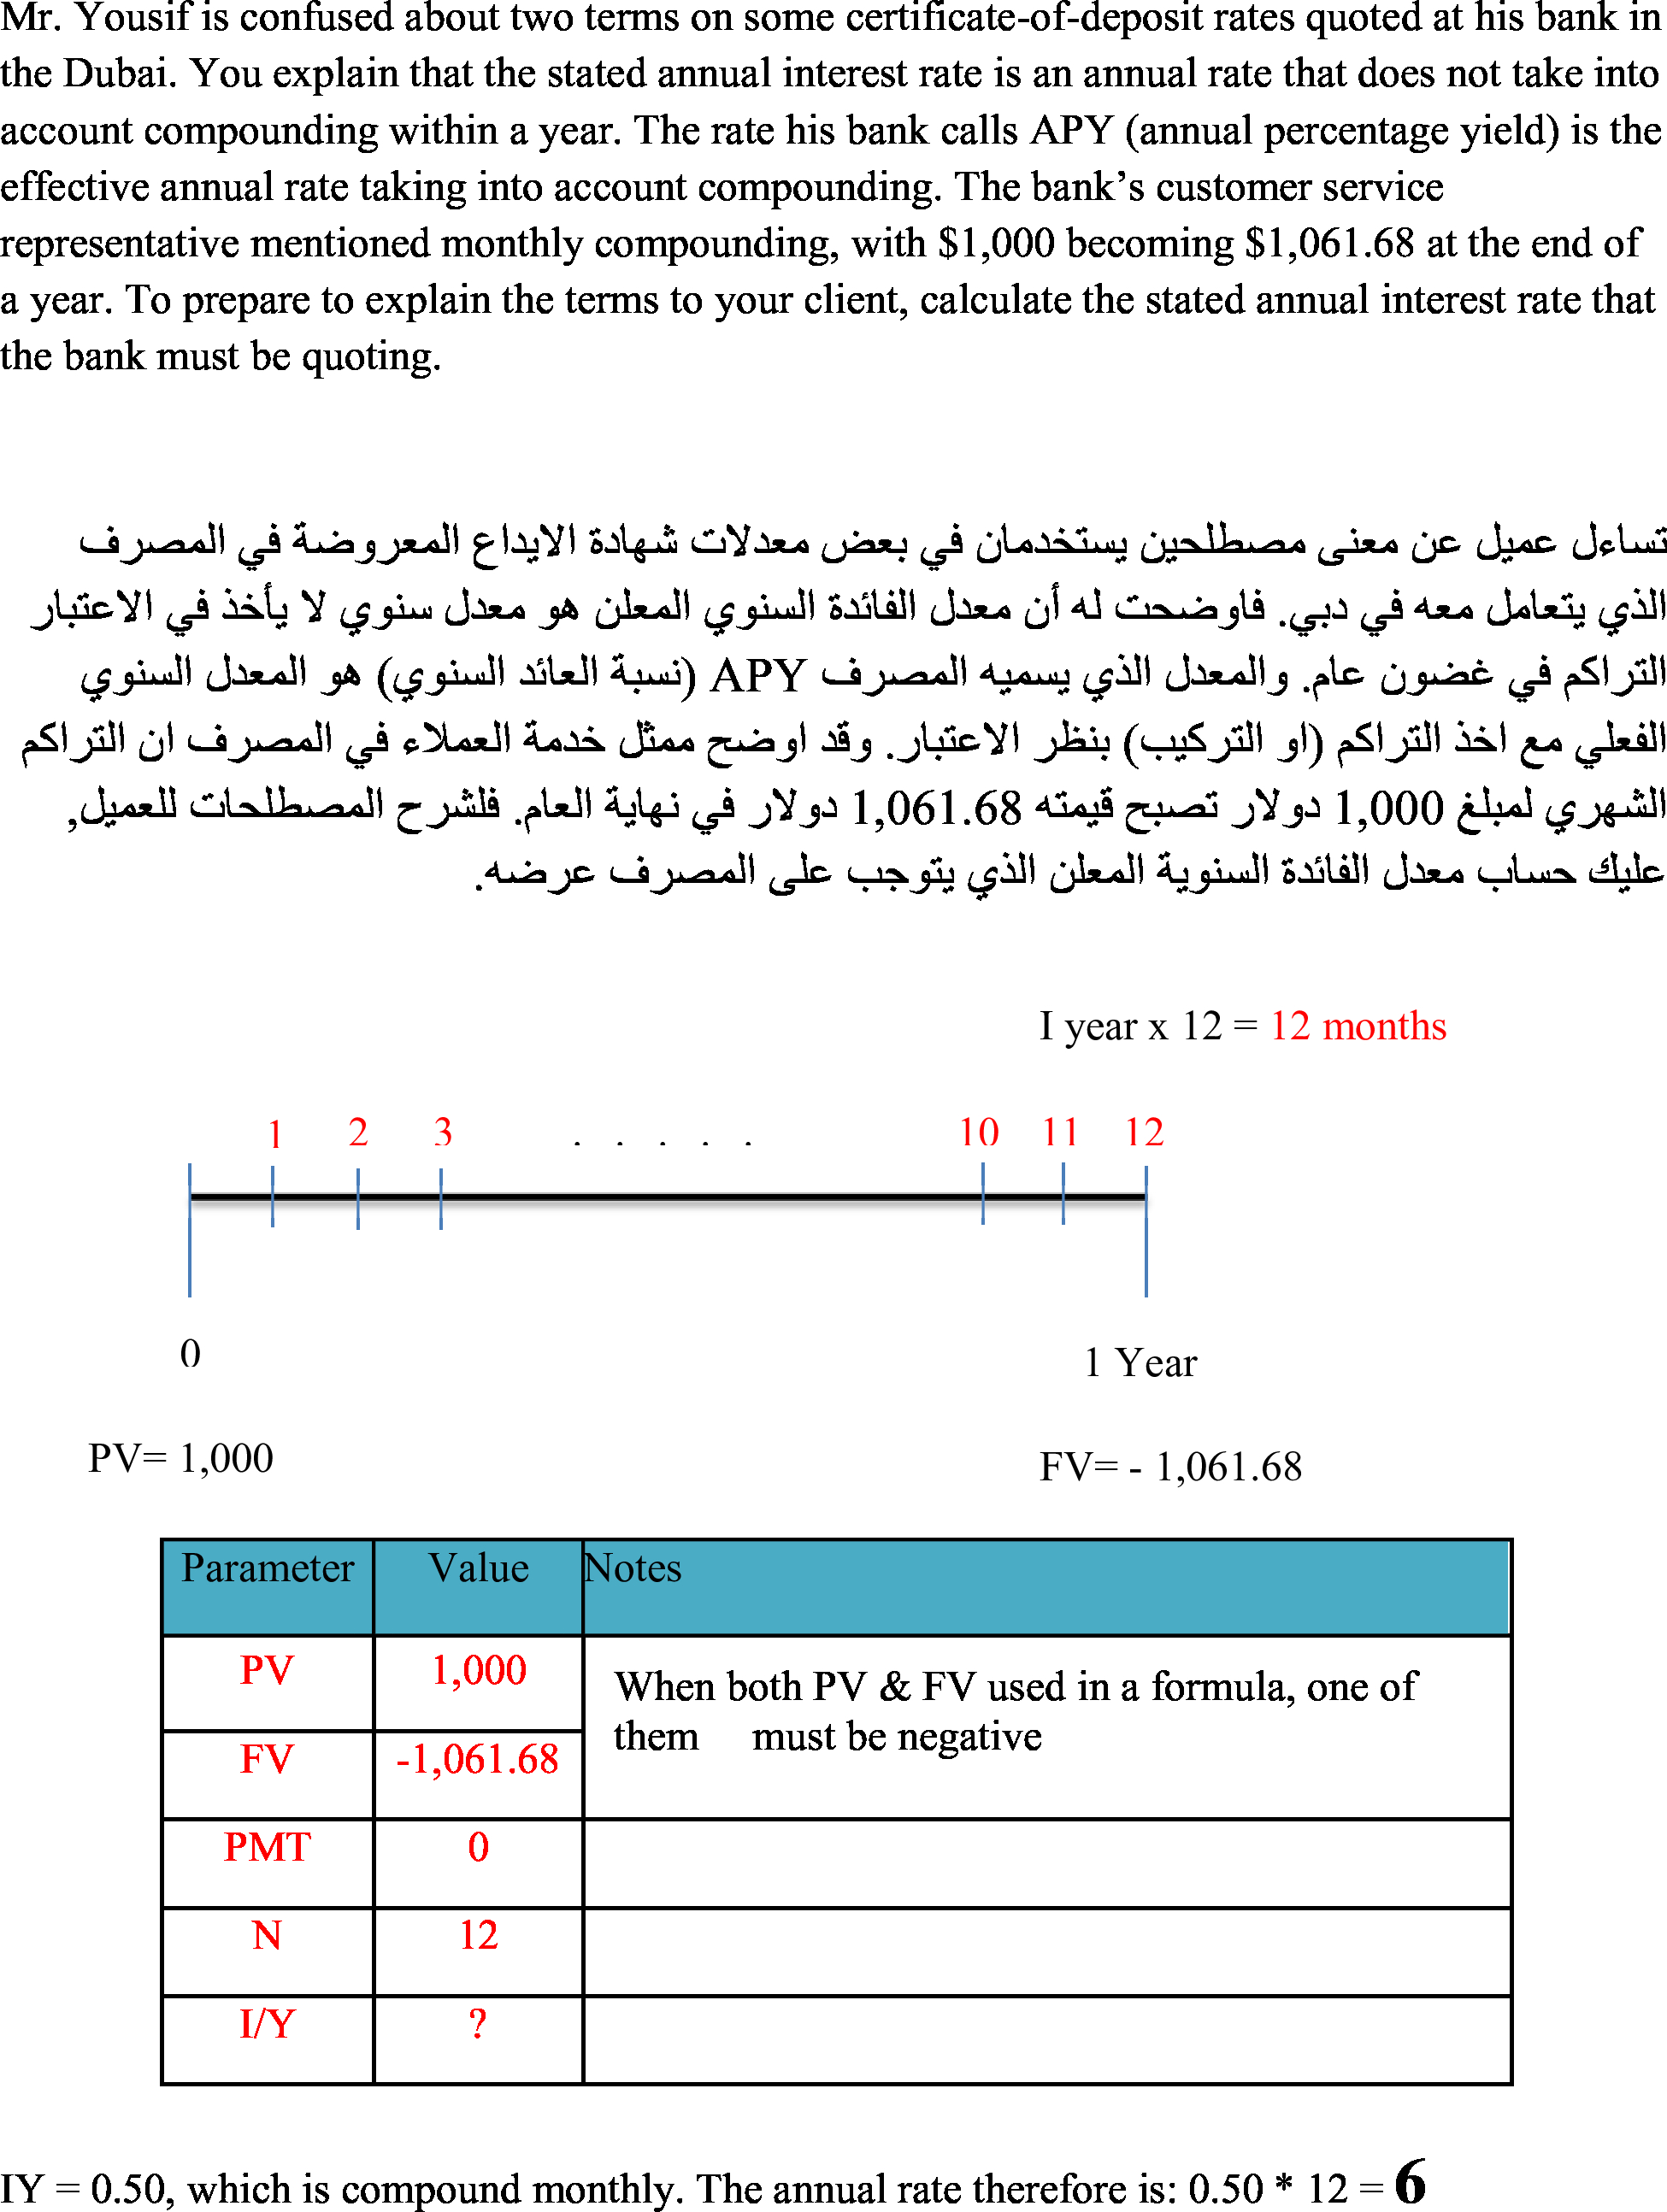 Mr. Yousif is confused about two terms on some certificate-of-deposit rates quoted at his bank in
the Dubai. You explain that the stated annual interest rate is an annual rate that does not take into
account compounding within a year. The rate his bank calls APY (annual percentage yield) is the
effective annual rate taking into account compounding. The bank’s customer service
representative mentioned monthly compounding, with $1,000 becoming $1,061.68 at the end of
a year. To prepare to explain the terms to your client, calculate the stated annual interest rate that
the bank must be quoting.
تساءل عميل عن معنى مصطلحين يستخدمان في بعض معدلات شهادة الايداع المعروضة في المصرف
الذي يتعامل معه في دبي. فاوضحت له أن معدل الفائدة السنوي المعلن هو معدل سنوي لا يأخذ في الاعتبار
التراكم في غضون عام. والمعدل الذي يسميه المصرف APY (نسبة العائد السنوي) هو المعدل السنوي
الفعلي مع اخذ التراكم (او التركيب) بنظر الاعتبار. وقد اوضح ممثل خدمة العملاء في المصرف ان التراكم
الشهري لمبلغ 1,000 دولار تصبح قيمته 1,061.68 دولار في نهاية العام. فلشرح المصطلحات للعميل,
عليك حساب معدل الفائدة السنوية المعلن الذي يتوجب على المصرف عرضه.
I year x 12 = 12 months
1 2 3 . . . . . 10 11 12
0 1 Year
PV= 1,000 FV= - 1,061.68
Parameter Value Notes
PV 1,000 When both PV & FV used in a formula, one of
them must be negative
FV -1,061.68
PMT 0
N 12
I/Y ?
IY = 0.50, which is compound monthly. The annual rate therefore is: 0.50 * 12 = 6